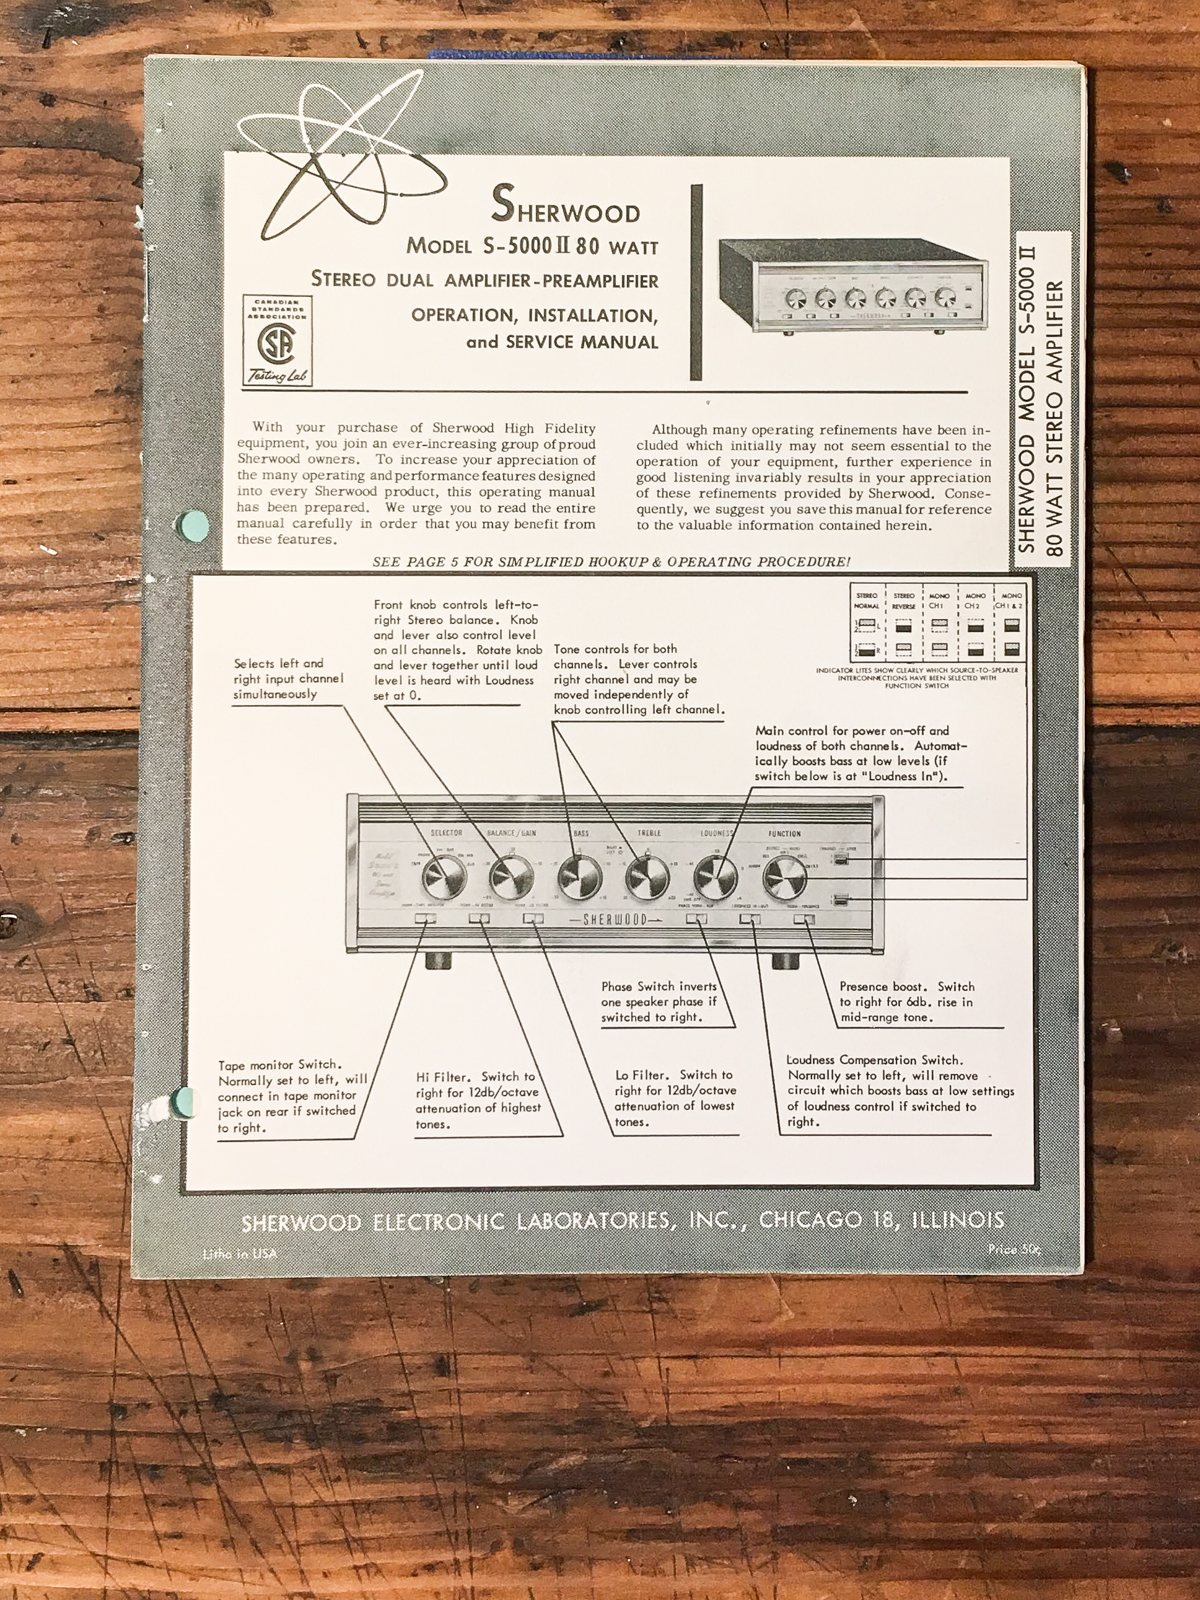 SHERWOOD
MODEL S-5000 II 80 WATT
STEREO DUAL AMPLIFIER-PREAMPLIFIER
OPERATION, INSTALLATION,
and SERVICE MANUAL
CANADIAN
STANDARDS
ASSOCIATION
CSA
Testing Lab
SHERWOOD MODEL S-5000 II
80 WATT STEREO AMPLIFIER
With your purchase of Sherwood High Fidelity
equipment, you join an ever-increasing group of proud
Sherwood owners. To increase your appreciation of
the many operating and performance features designed
into every Sherwood product, this operating manual
has been prepared. We urge you to read the entire
manual carefully in order that you may benefit from
these features.
Although many operating refinements have been in-
cluded which initially may not seem essential to the
operation of your equipment, further experience in
good listening invariably results in your appreciation
of these refinements provided by Sherwood. Conse-
quently, we suggest you save this manual for reference
to the valuable information contained herein.
SEE PAGE 5 FOR SIMPLIFIED HOOKUP & OPERATING PROCEDURE!
Selects left and
right input channel
simultaneously
Front knob controls left-to-
right Stereo balance. Knob
and lever also control level
on all channels. Rotate knob
and lever together until loud
level is heard with Loudness
set at 0.
Tone controls for both
channels. Lever controls
right channel and may be
moved independently of
knob controlling left channel.
STEREO NORMAL
STEREO REVERSE
MONO CH 1
MONO CH 2
MONO CH 1 & 2
L
R
INDICATOR LITES SHOW CLEARLY WHICH SOURCE-TO-SPEAKER
INTERCONNECTIONS HAVE BEEN SELECTED WITH
FUNCTION SWITCH
Main control for power on-off and
loudness of both channels. Automat-
ically boosts bass at low levels (if
switch below is at "Loudness In").
SELECTOR BALANCE/GAIN BASS TREBLE LOUDNESS FUNCTION
SHERWOOD
Phase Switch inverts
one speaker phase if
switched to right.
Presence boost. Switch
to right for 6db. rise in
mid-range tone.
Tape monitor Switch.
Normally set to left, will
connect in tape monitor
jack on rear if switched
to right.
Hi Filter. Switch to
right for 12db/octave
attenuation of highest
tones.
Lo Filter. Switch to
right for 12db/octave
attenuation of lowest
tones.
Loudness Compensation Switch.
Normally set to left, will remove
circuit which boosts bass at low settings
of loudness control if switched to
right.
SHERWOOD ELECTRONIC LABORATORIES, INC., CHICAGO 18, ILLINOIS
Litho in USA
Price 50¢